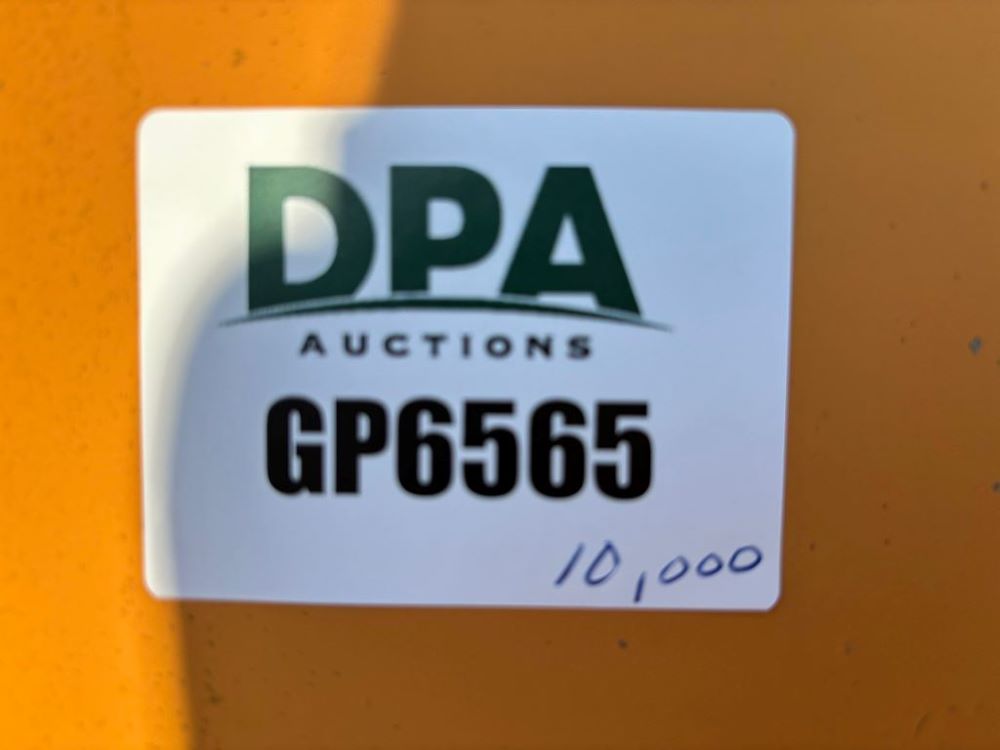 DPA
AUCTIONS
GP6565
10,000